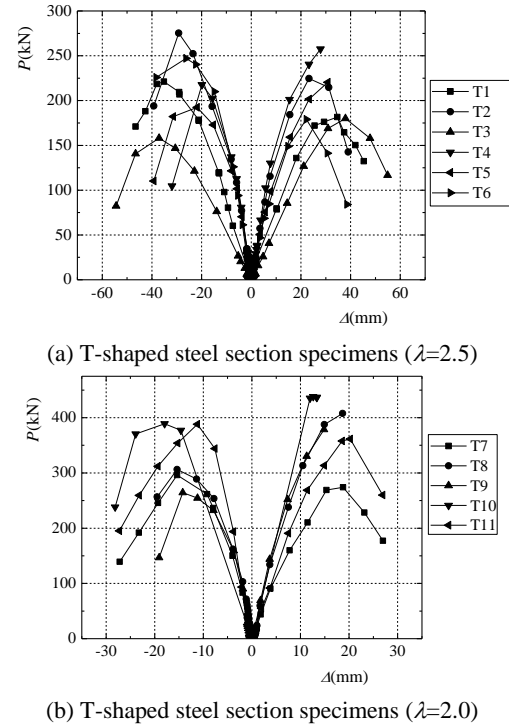 300
250
200
150
100
50
0
P(kN)
-60 -40 -20 0 20 40 60
Δ(mm)
T1
T2
T3
T4
T5
T6
(a) T-shaped steel section specimens (λ=2.5)
400
300
200
100
0
P(kN)
-30 -20 -10 0 10 20 30
Δ(mm)
T7
T8
T9
T10
T11
(b) T-shaped steel section specimens (λ=2.0)